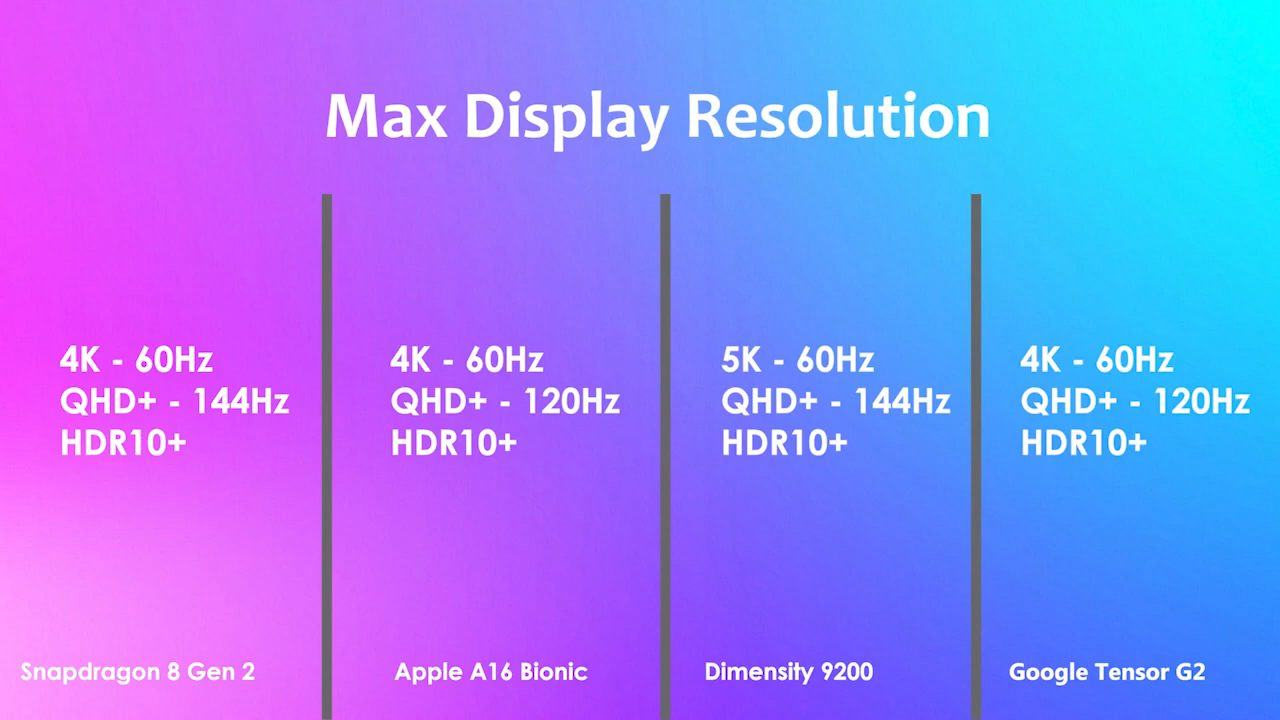 Max Display Resolution
4K - 60Hz
QHD+ - 144Hz
HDR10+
Snapdragon 8 Gen 2
4K - 60Hz
QHD+ - 120Hz
HDR10+
Apple A16 Bionic
5K - 60Hz
QHD+ - 144Hz
HDR10+
Dimensity 9200
4K - 60Hz
QHD+ - 120Hz
HDR10+
Google Tensor G2